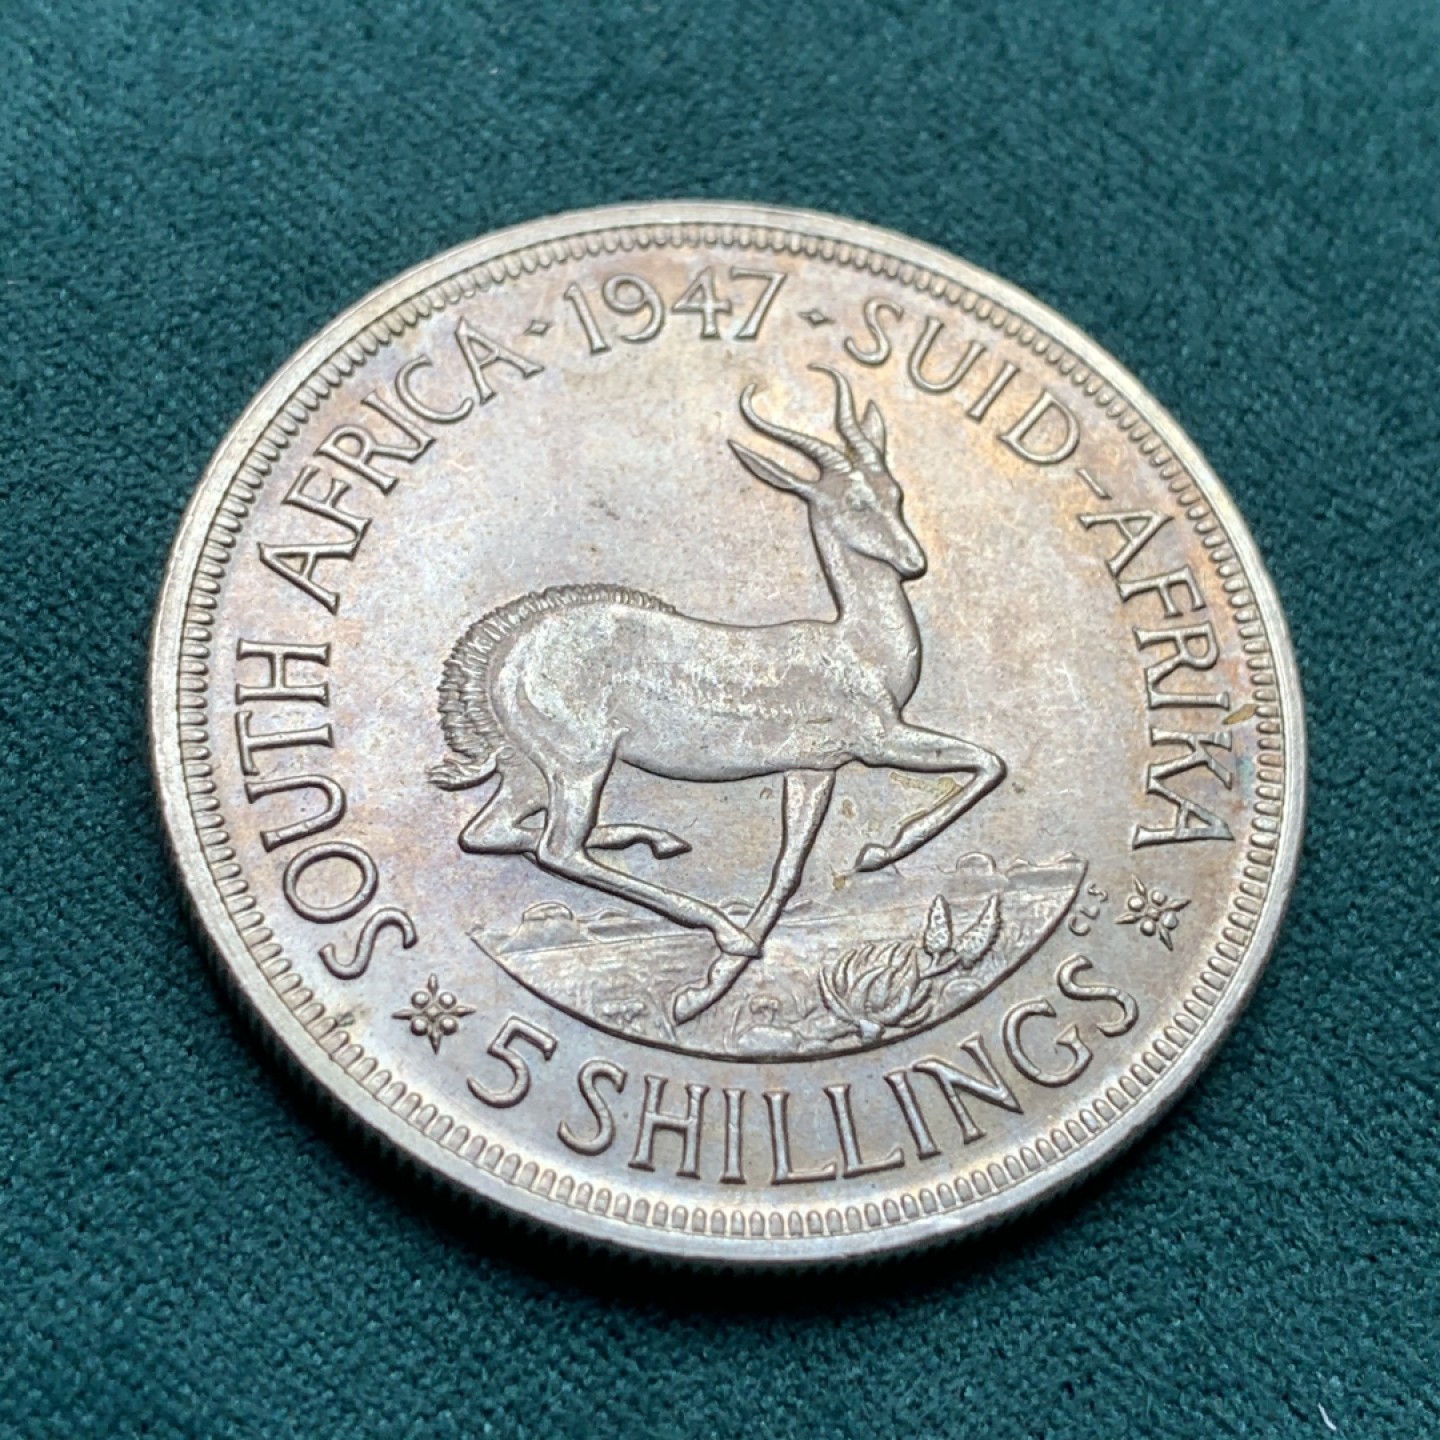 SOUTH AFRICA · 1947 · SUID-AFRIKA
CLS
5 SHILLINGS